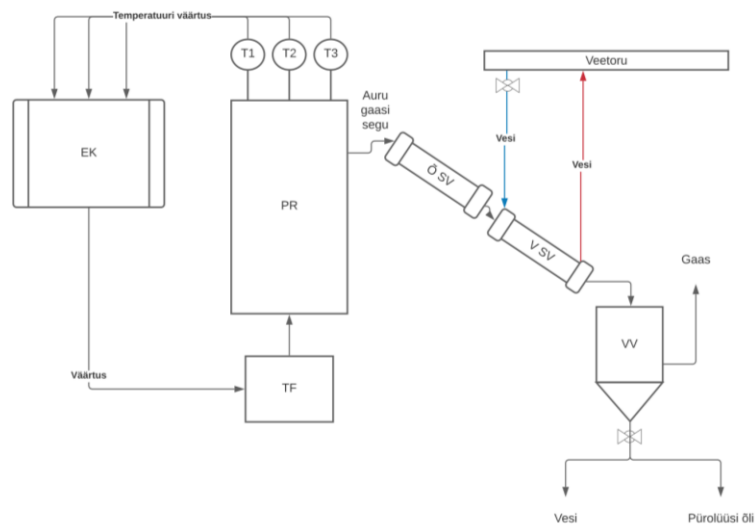 Temperatuuri väärtus
T1
T2
T3
Veetoru
Auru
gaasi
segu
EK
Õ SV
Vesi
Vesi
PR
V SV
Gaas
VV
Väärtus
TF
Vesi
Pürolüüsi õli